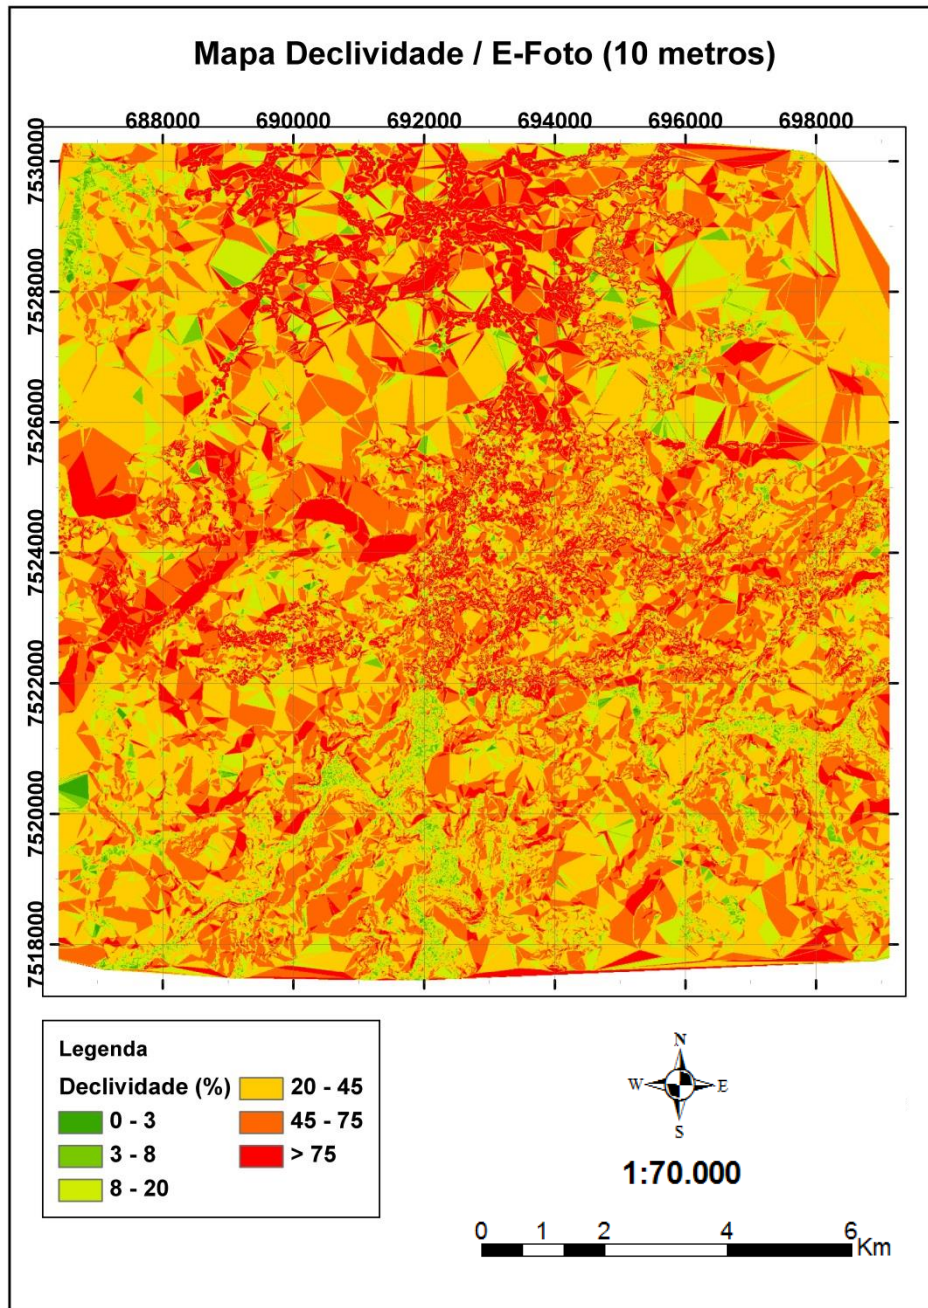 Mapa Declividade / E-Foto (10 metros)
688000 690000 692000 694000 696000 698000
7530000
7528000
7526000
7524000
7522000
7520000
7518000
Legenda
Declividade (%)
0 - 3
3 - 8
8 - 20
20 - 45
45 - 75
> 75
N
W E
S
1:70.000
0 1 2 4 6
Km